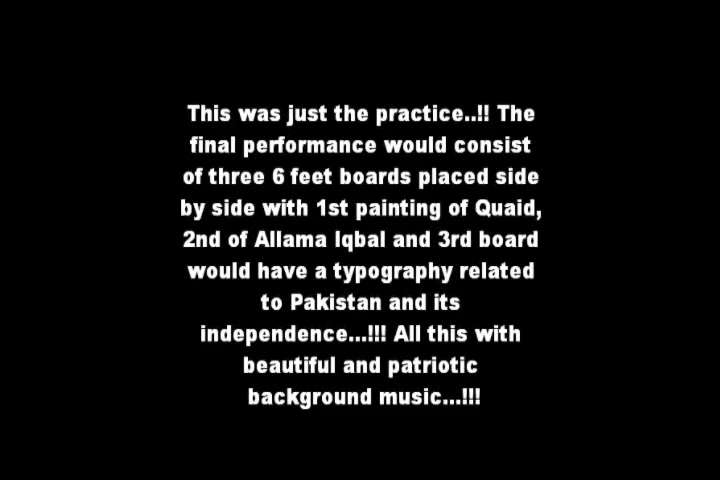 This was just the practice..!! The
final performance would consist
of three 6 feet boards placed side
by side with 1st painting of Quaid,
2nd of Allama Iqbal and 3rd board
would have a typography related
to Pakistan and its
independence...!!! All this with
beautiful and patriotic
background music...!!!